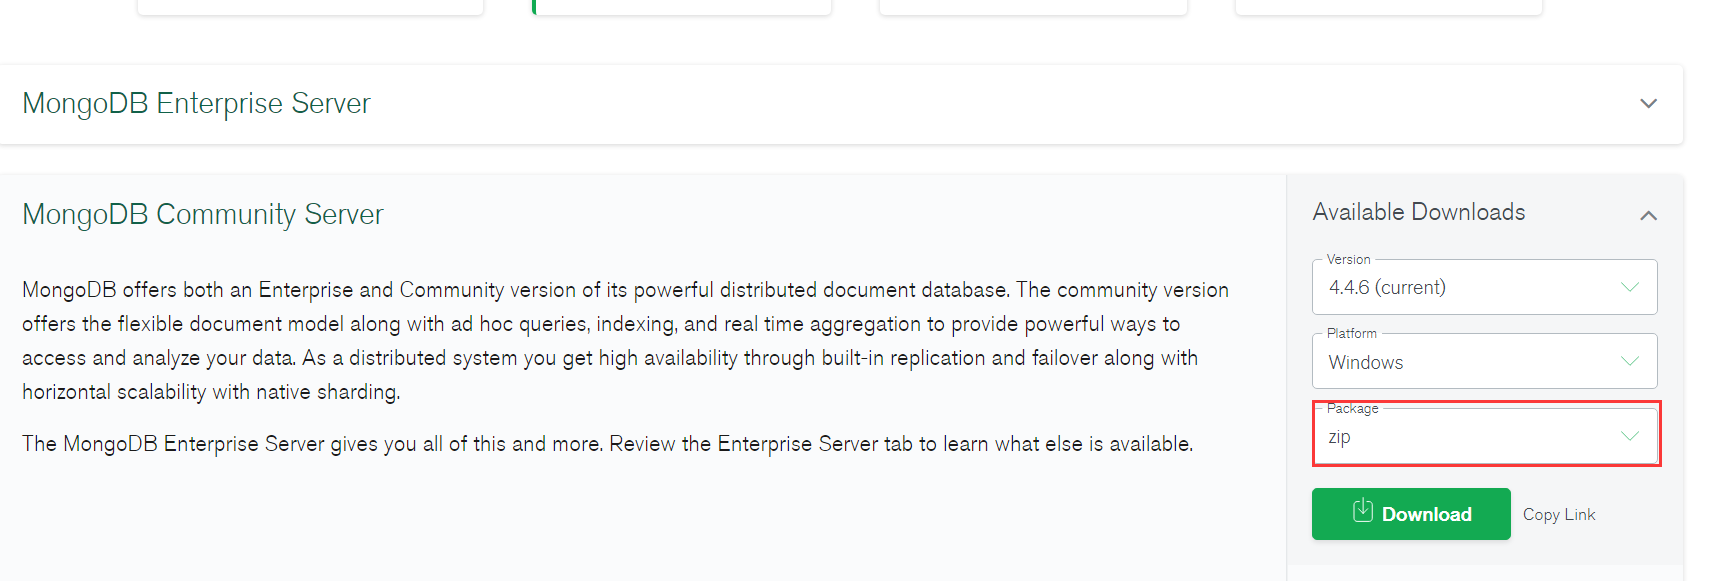 MongoDB Enterprise Server
MongoDB Community Server
MongoDB offers both an Enterprise and Community version of its powerful distributed document database. The community version
offers the flexible document model along with ad hoc queries, indexing, and real time aggregation to provide powerful ways to
access and analyze your data. As a distributed system you get high availability through built-in replication and failover along with
horizontal scalability with native sharding.
The MongoDB Enterprise Server gives you all of this and more. Review the Enterprise Server tab to learn what else is available.
Available Downloads
Version
4.4.6 (current)
Platform
Windows
Package
zip
Download
Copy Link